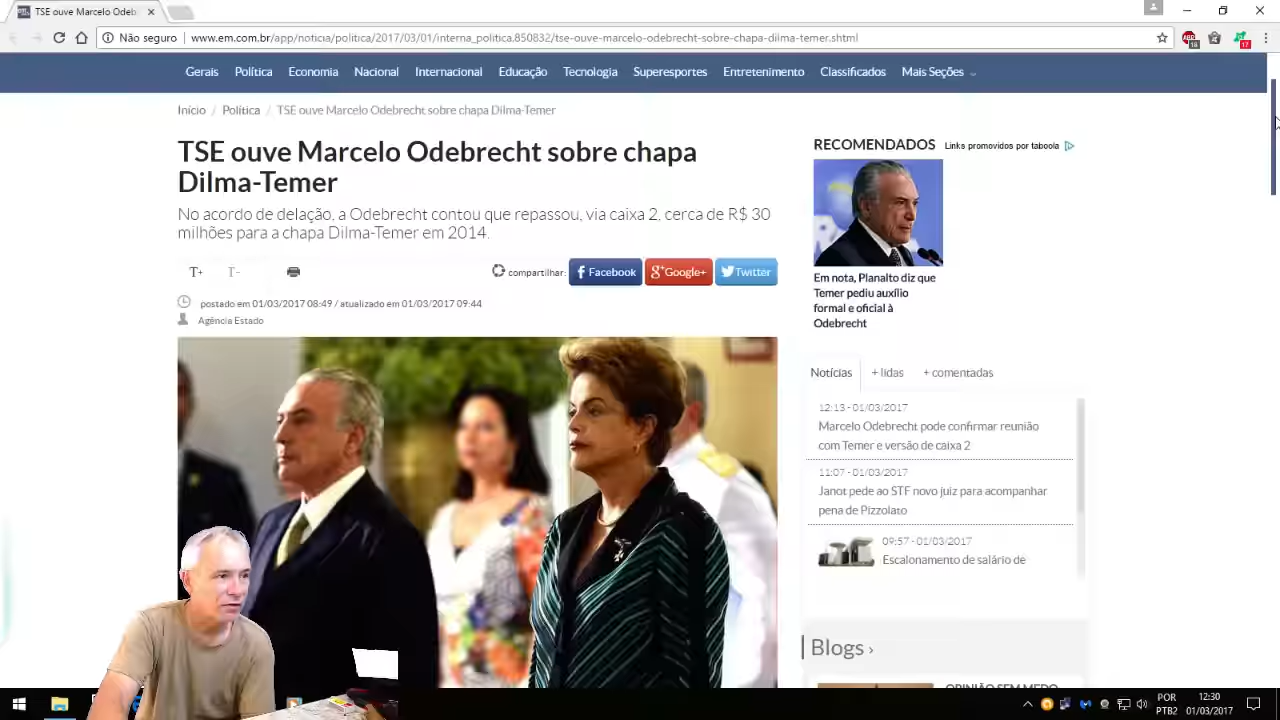 TSE ouve Marcelo Odeb
Não seguro
www.em.com.br/app/noticia/politica/2017/03/01/interna_politica,850832/tse-ouve-marcelo-odebrecht-sobre-chapa-dilma-temer.shtml
18
17
Gerais Política Economia Nacional Internacional Educação Tecnologia Superesportes Entretenimento Classificados Mais Seções
Início / Política / TSE ouve Marcelo Odebrecht sobre chapa Dilma-Temer
TSE ouve Marcelo Odebrecht sobre chapa
Dilma-Temer
No acordo de delação, a Odebrecht contou que repassou, via caixa 2, cerca de R$ 30
milhões para a chapa Dilma-Temer em 2014.
T+ T-
compartilhar: Facebook Google+ Twitter
postado em 01/03/2017 08:49 / atualizado em 01/03/2017 09:44
Agência Estado
RECOMENDADOS Links promovidos por taboola
Em nota, Planalto diz que
Temer pediu auxílio
formal e oficial à
Odebrecht
Notícias + lidas + comentadas
12:13 - 01/03/2017
Marcelo Odebrecht pode confirmar reunião
com Temer e versão de caixa 2
11:07 - 01/03/2017
Janot pede ao STF novo juiz para acompanhar
pena de Pizzolato
09:57 - 01/03/2017
Escalonamento de salário de
Blogs ›
OPINIÃO SEM MEDO
POR
PTB2
12:30
01/03/2017